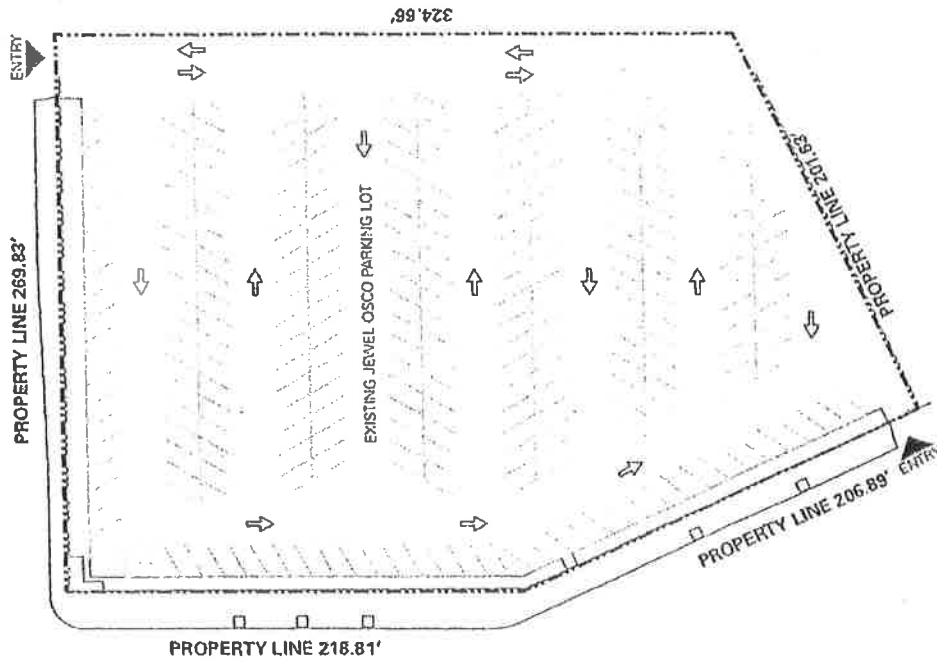 324.66'
ENTRY
PROPERTY LINE 269.83'
EXISTING JEWEL OSCO PARKING LOT
PROPERTY LINE 201.63'
ENTRY
PROPERTY LINE 206.89'
PROPERTY LINE 218.81'